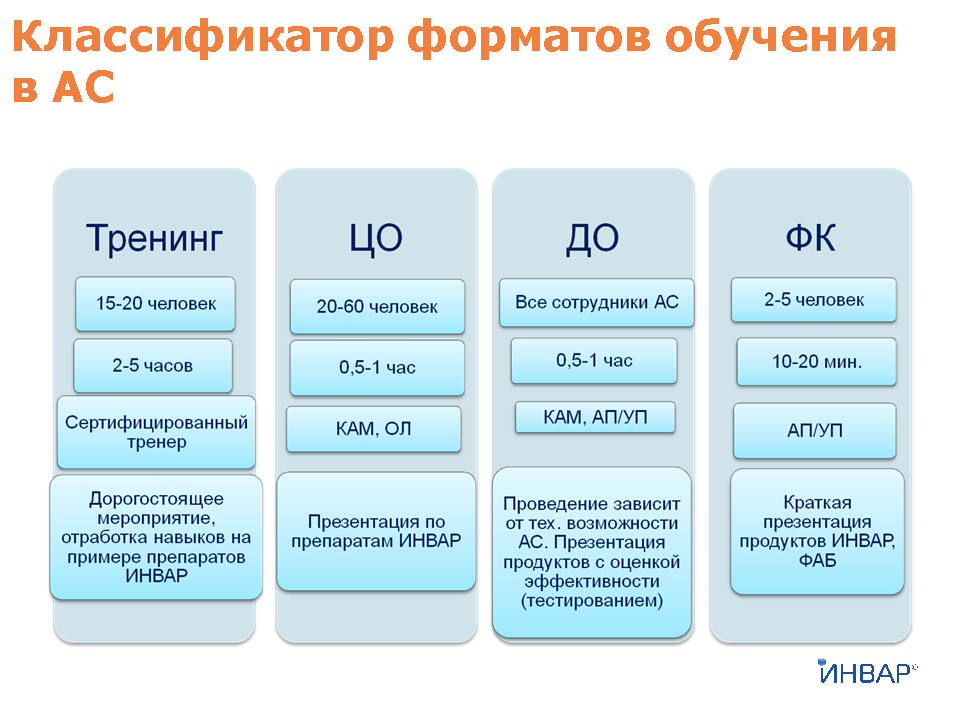 Классификатор форматов обучения
в АС
Тренинг
15-20 человек
2-5 часов
Сертифицированный
тренер
Дорогостоящее
мероприятие,
отработка навыков на
примере препаратов
ИНВАР
ЦО
20-60 человек
0,5-1 час
КАМ, ОЛ
Презентация по
препаратам ИНВАР
ДО
Все сотрудники АС
0,5-1 час
КАМ, АП/УП
Проведение зависит
от тех. возможности
АС. Презентация
продуктов с оценкой
эффективности
(тестированием)
ФК
2-5 человек
10-20 мин.
АП/УП
Краткая
презентация
продуктов ИНВАР,
ФАБ
ИНВАР